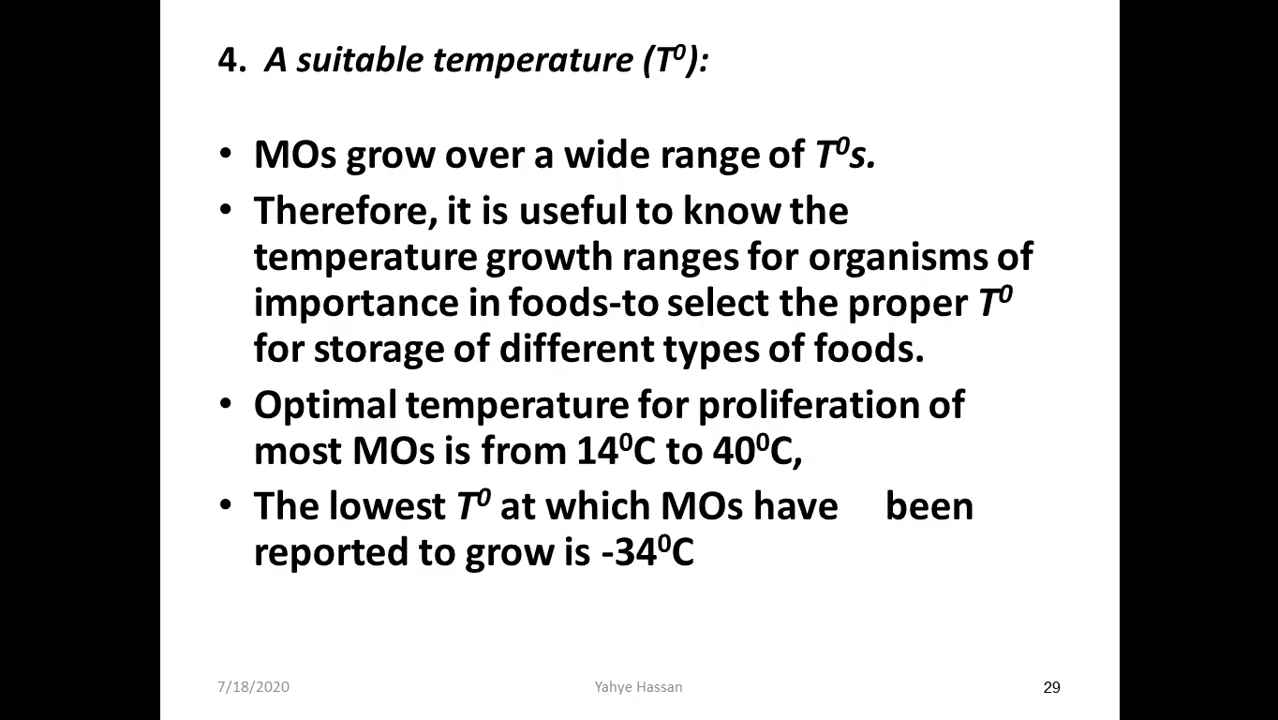 4. A suitable temperature (T⁰):
• MOs grow over a wide range of T⁰s.
• Therefore, it is useful to know the
temperature growth ranges for organisms of
importance in foods-to select the proper T⁰
for storage of different types of foods.
• Optimal temperature for proliferation of
most MOs is from 14⁰C to 40⁰C,
• The lowest T⁰ at which MOs have been
reported to grow is -34⁰C
7/18/2020 Yahye Hassan 29